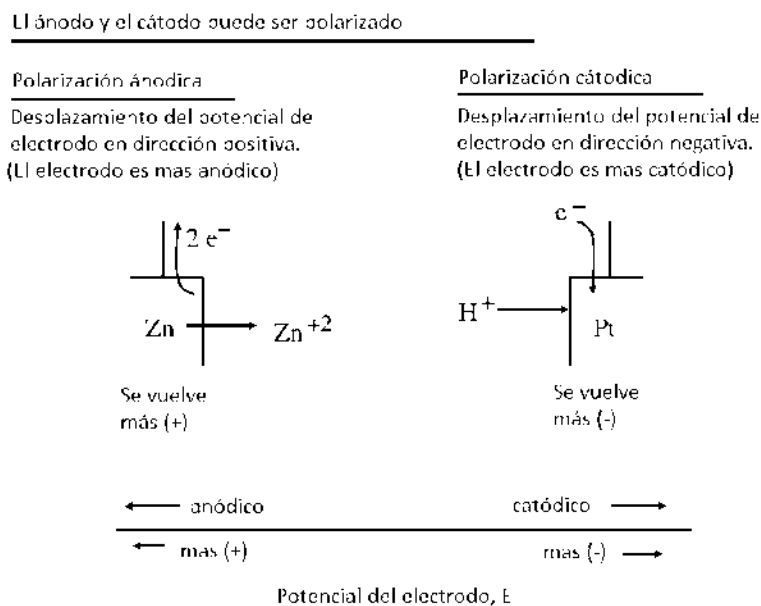 El ánodo y el cátodo puede ser polarizado
Polarización ánodica
Desplazamiento del potencial de
electrodo en dirección positiva.
(El electrodo es mas anódico)
2 e⁻
Zn
Zn⁺²
Se vuelve
más (+)
Polarización cátodica
Desplazamiento del potencial de
electrodo en dirección negativa.
(El electrodo es mas catódico)
e⁻
H⁺
Pt
Se vuelve
más (-)
anódico
catódico
mas (+)
mas (-)
Potencial del electrodo, E